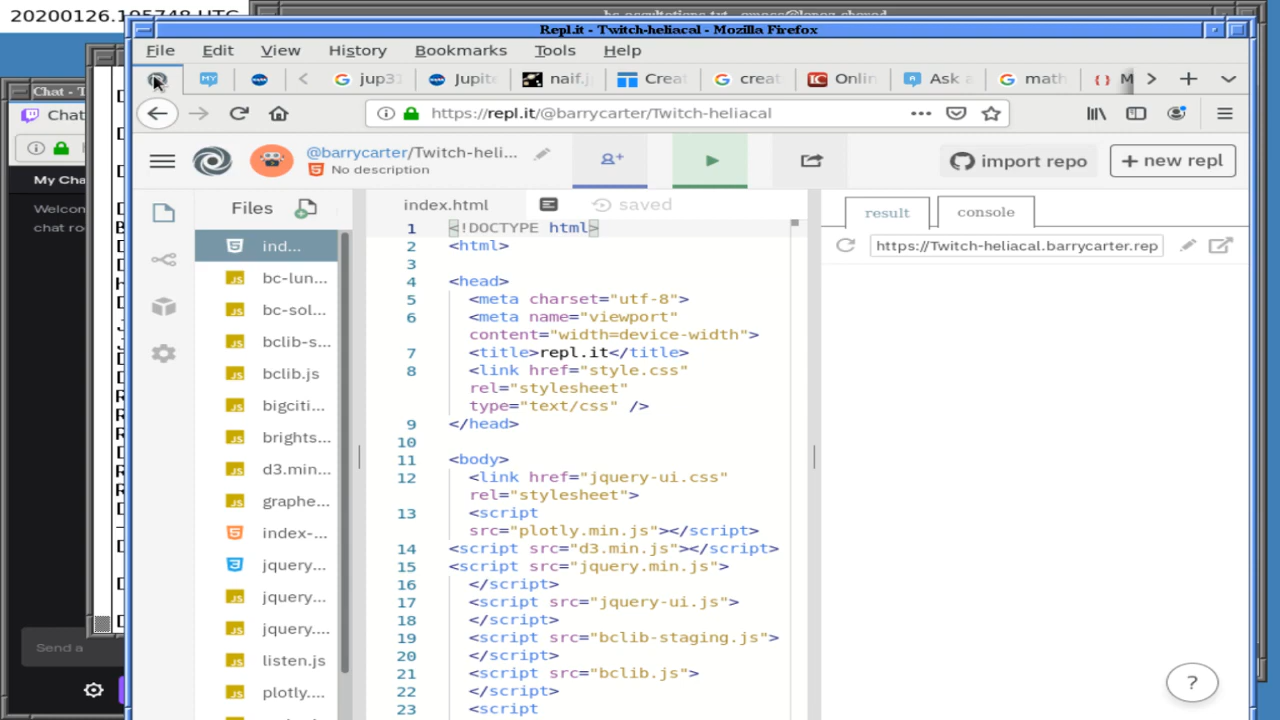 20200126.195748 UTC
Repl.it - Twitch-heliacal - Mozilla Firefox
File Edit View History Bookmarks Tools Help
MY jup31 Jupite naif.j Creat creat Onlin Ask a math M
https://repl.it/@barrycarter/Twitch-heliacal
Chat - T
Chat
My Cha
Welcon
chat roo
Send a
@barrycarter/Twitch-heli...
No description
import repo
+ new repl
Files
index.html
saved
result
console
https://Twitch-heliacal.barrycarter.rep
ind...
bc-lun...
bc-sol...
bclib-s...
bclib.js
bigciti...
brights...
d3.min...
graphe...
index-...
jquery...
jquery...
jquery....
listen.js
plotly....
1 <!DOCTYPE html>
2 <html>
3
4 <head>
5 <meta charset="utf-8">
6 <meta name="viewport"
content="width=device-width">
7 <title>repl.it</title>
8 <link href="style.css"
rel="stylesheet"
type="text/css" />
9 </head>
10
11 <body>
12 <link href="jquery-ui.css"
rel="stylesheet">
13 <script
src="plotly.min.js"></script>
14 <script src="d3.min.js"></script>
15 <script src="jquery.min.js">
16 </script>
17 <script src="jquery-ui.js">
18 </script>
19 <script src="bclib-staging.js">
20 </script>
21 <script src="bclib.js">
22 </script>
23 <script
?